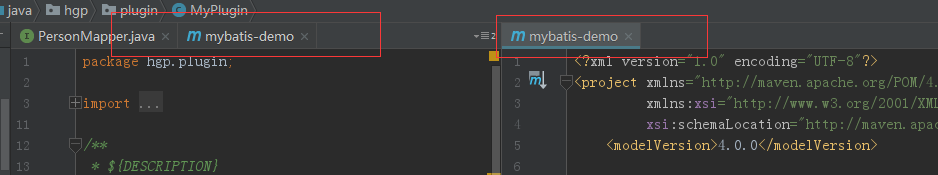 java hgp plugin MyPlugin
PersonMapper.java × mybatis-demo × 2
1 package hgp.plugin;
2
3 import ...
11
12 /**
13 * ${DESCRIPTION}
mybatis-demo ×
1 <?xml version="1.0" encoding="UTF-8"?>
2 <project xmlns="http://maven.apache.org/POM/4.
3 xmlns:xsi="http://www.w3.org/2001/XML
4 xsi:schemaLocation="http://maven.apac
5 <modelVersion>4.0.0</modelVersion>
6